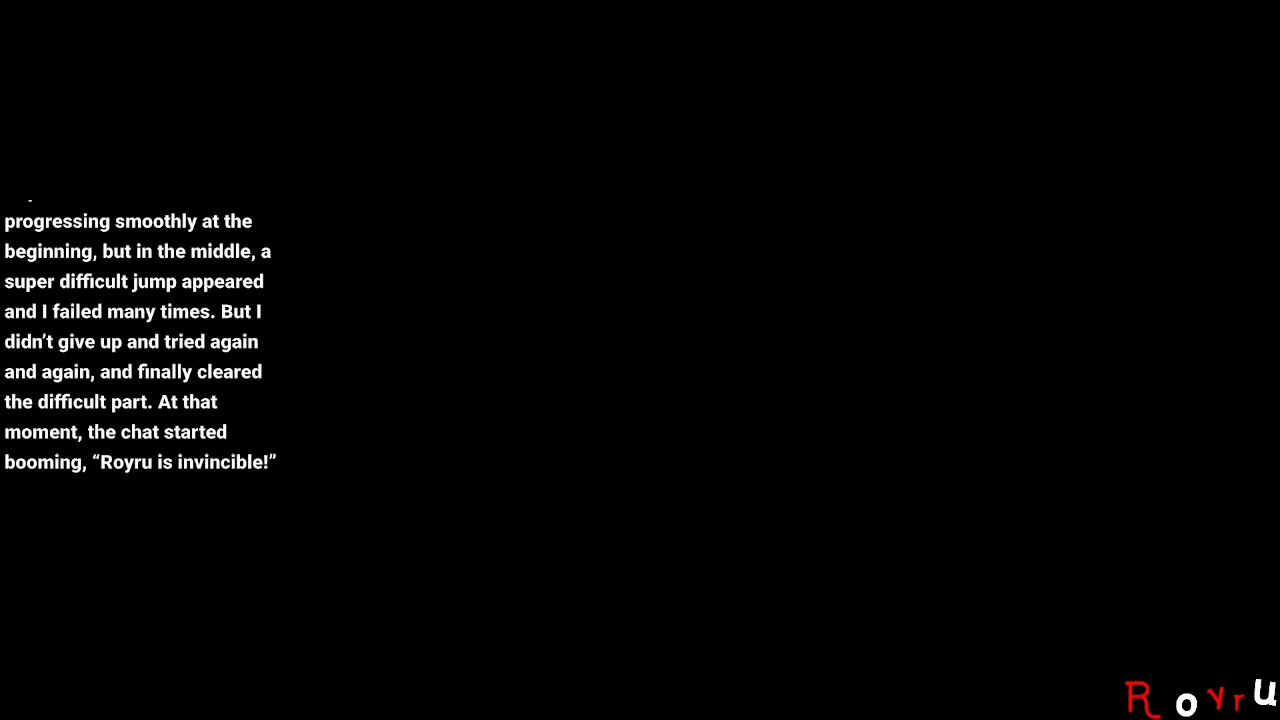 progressing smoothly at the
beginning, but in the middle, a
super difficult jump appeared
and I failed many times. But I
didn’t give up and tried again
and again, and finally cleared
the difficult part. At that
moment, the chat started
booming, “Royru is invincible!”
Royru